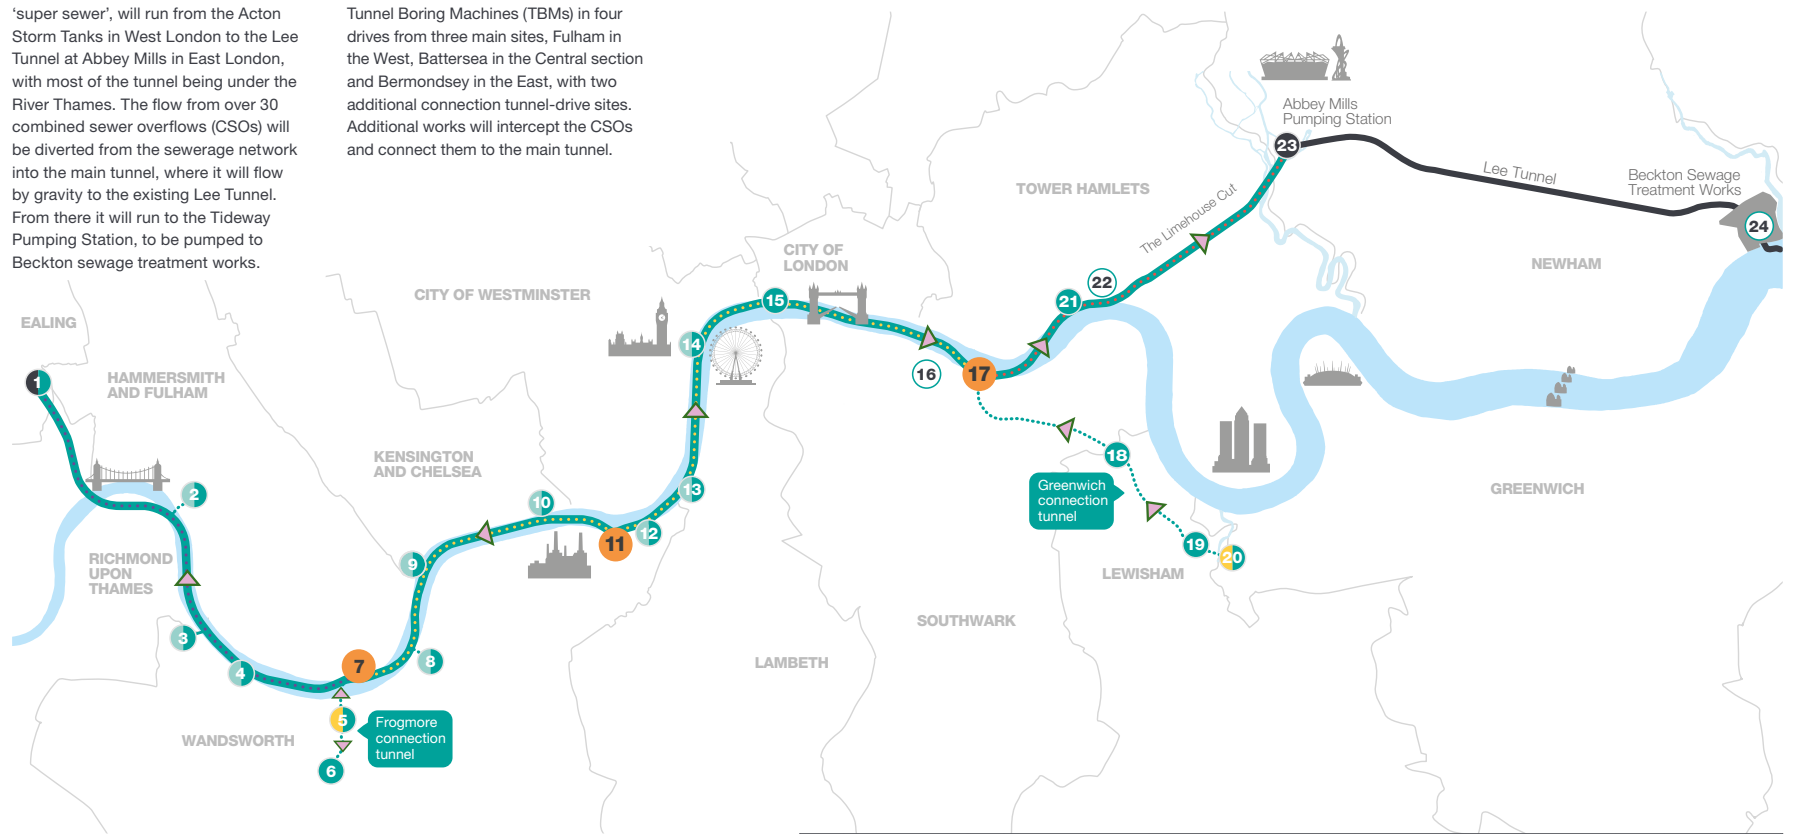 ‘super sewer’, will run from the Acton
Storm Tanks in West London to the Lee
Tunnel at Abbey Mills in East London,
with most of the tunnel being under the
River Thames. The flow from over 30
combined sewer overflows (CSOs) will
be diverted from the sewerage network
into the main tunnel, where it will flow
by gravity to the existing Lee Tunnel.
From there it will run to the Tideway
Pumping Station, to be pumped to
Beckton sewage treatment works.
Tunnel Boring Machines (TBMs) in four
drives from three main sites, Fulham in
the West, Battersea in the Central section
and Bermondsey in the East, with two
additional connection tunnel-drive sites.
Additional works will intercept the CSOs
and connect them to the main tunnel.
Abbey Mills
Pumping Station
23
Lee Tunnel
Beckton Sewage
Treatment Works
24
TOWER HAMLETS
The Limehouse Cut
NEWHAM
CITY OF
LONDON
CITY OF WESTMINSTER
22
21
15
14
16
17
EALING
1
HAMMERSMITH
AND FULHAM
KENSINGTON
AND CHELSEA
2
10
13
12
11
9
18
Greenwich
connection
tunnel
GREENWICH
19
20
LEWISHAM
RICHMOND
UPON
THAMES
3
4
7
8
SOUTHWARK
LAMBETH
5
Frogmore
connection
tunnel
WANDSWORTH
6